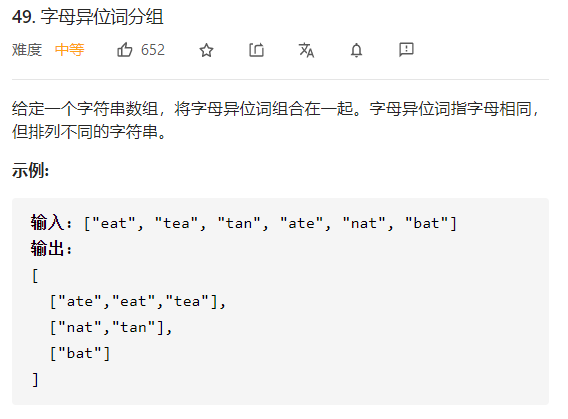 49. 字母异位词分组
难度 中等 652
给定一个字符串数组，将字母异位词组合在一起。字母异位词指字母相同，
但排列不同的字符串。
示例:
输入: ["eat", "tea", "tan", "ate", "nat", "bat"]
输出:
[
  ["ate","eat","tea"],
  ["nat","tan"],
  ["bat"]
]